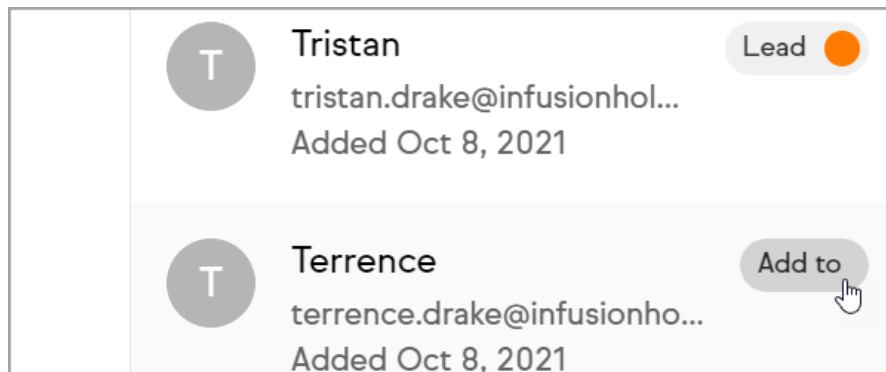 T
Tristan
Lead
tristan.drake@infusionhol...
Added Oct 8, 2021
T
Terrence
Add to
terrence.drake@infusionho...
Added Oct 8, 2021